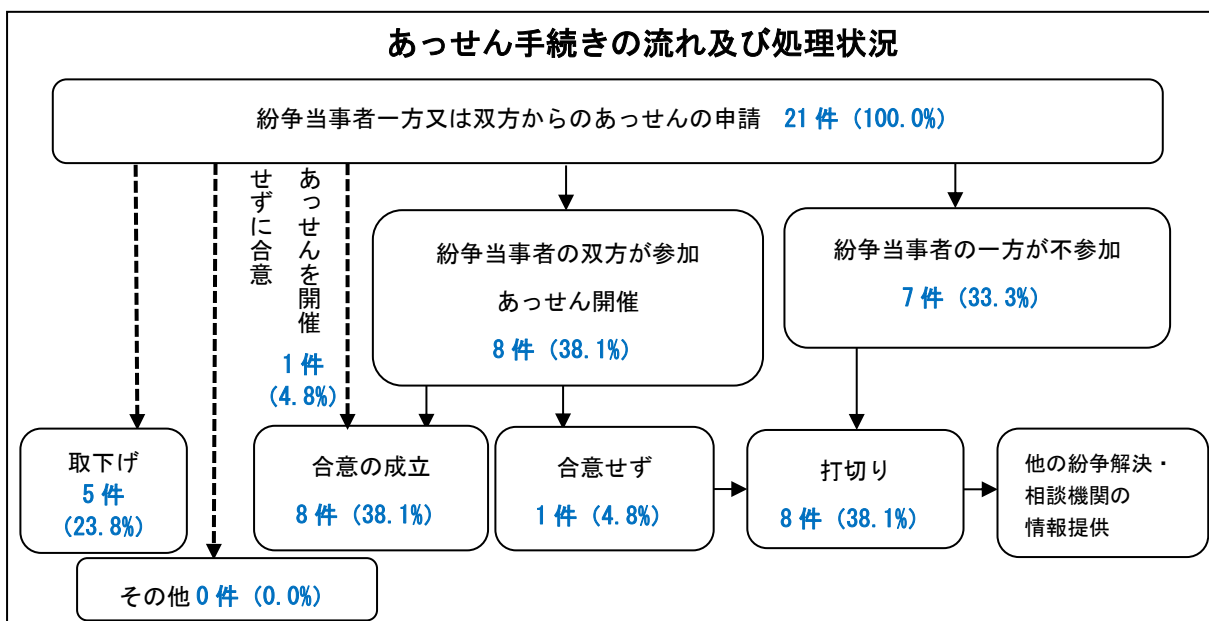 あっせん手続きの流れ及び処理状況
紛争当事者一方又は双方からのあっせんの申請 21 件 (100.0%)
あっせんを開催
せずに合意
1 件
(4.8%)
紛争当事者の双方が参加
あっせん開催
8 件 (38.1%)
紛争当事者の一方が不参加
7 件 (33.3%)
取下げ
5 件
(23.8%)
合意の成立
8 件 (38.1%)
合意せず
1 件 (4.8%)
打切り
8 件 (38.1%)
他の紛争解決・
相談機関の
情報提供
その他 0 件 (0.0%)